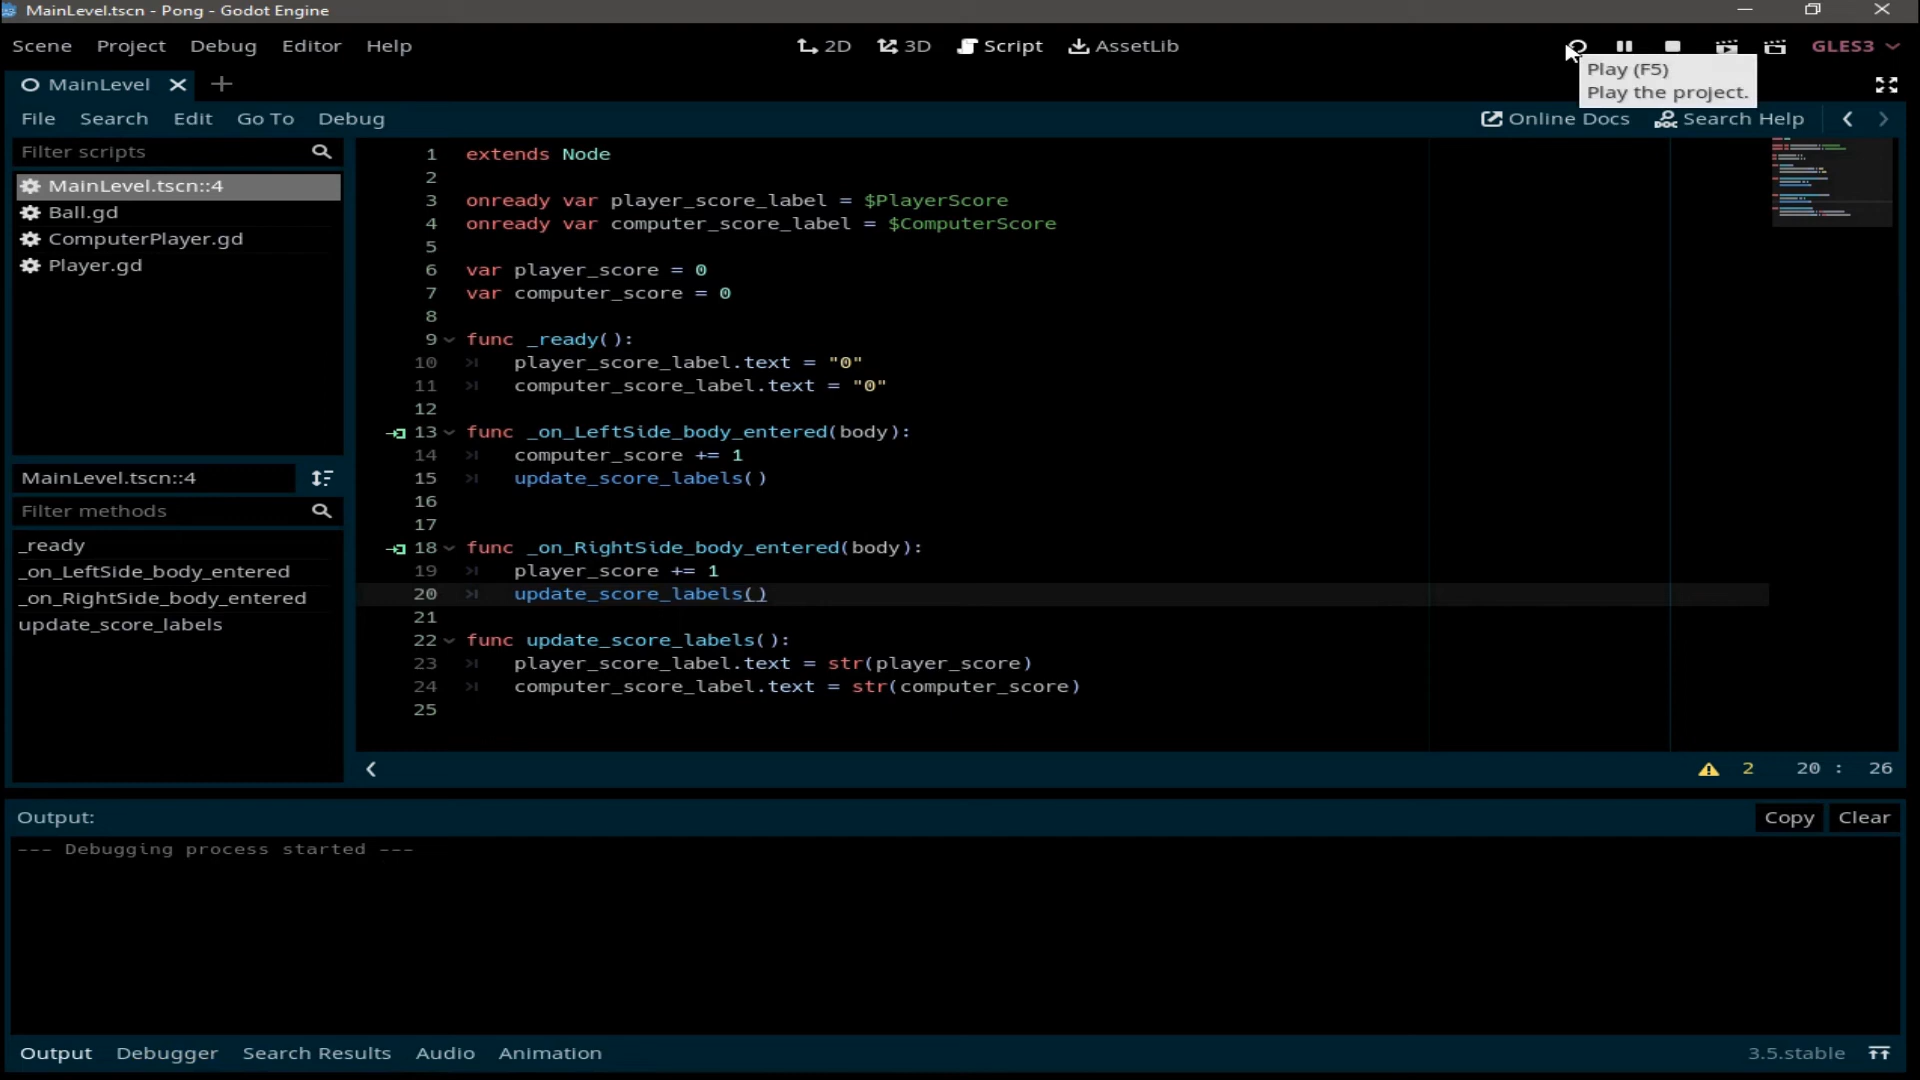 MainLevel.tscn - Pong - Godot Engine
Scene Project Debug Editor Help
2D 3D Script AssetLib
GLES3
Play (F5)
Play the project.
MainLevel
File Search Edit Go To Debug
Online Docs Search Help
Filter scripts
MainLevel.tscn::4
Ball.gd
ComputerPlayer.gd
Player.gd
MainLevel.tscn::4
Filter methods
_ready
_on_LeftSide_body_entered
_on_RightSide_body_entered
update_score_labels
1 extends Node
2
3 onready var player_score_label = $PlayerScore
4 onready var computer_score_label = $ComputerScore
5
6 var player_score = 0
7 var computer_score = 0
8
9 func _ready():
10 player_score_label.text = "0"
11 computer_score_label.text = "0"
12
13 func _on_LeftSide_body_entered(body):
14 computer_score += 1
15 update_score_labels()
16
17
18 func _on_RightSide_body_entered(body):
19 player_score += 1
20 update_score_labels()
21
22 func update_score_labels():
23 player_score_label.text = str(player_score)
24 computer_score_label.text = str(computer_score)
25
2 20 : 26
Output:
Copy Clear
--- Debugging process started ---
Output Debugger Search Results Audio Animation
3.5.stable